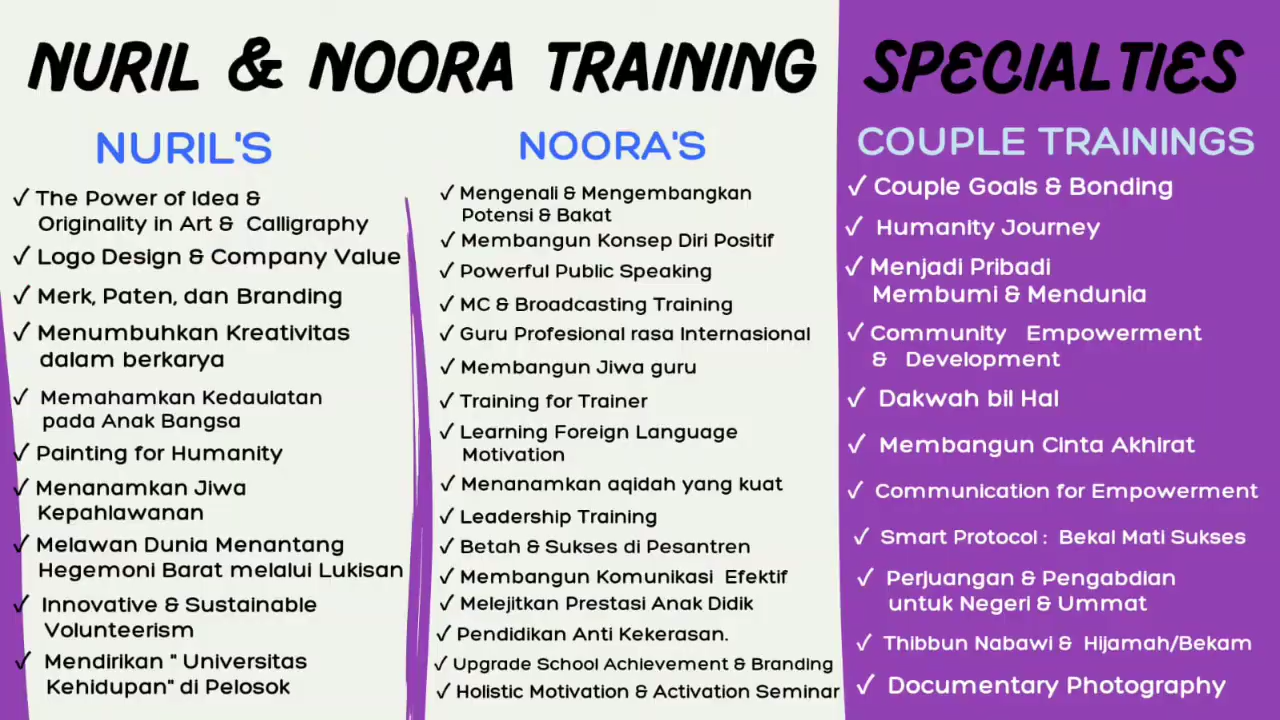 NURIL & NOORA TRAINING SPECIALTIES
NURIL'S
✓ The Power of Idea &
Originality in Art & Calligraphy
✓ Logo Design & Company Value
✓ Merk, Paten, dan Branding
✓ Menumbuhkan Kreativitas
dalam berkarya
✓ Memahamkan Kedaulatan
pada Anak Bangsa
✓ Painting for Humanity
✓ Menanamkan Jiwa
Kepahlawanan
✓ Melawan Dunia Menantang
Hegemoni Barat melalui Lukisan
✓ Innovative & Sustainable
Volunteerism
✓ Mendirikan " Universitas
Kehidupan" di Pelosok
NOORA'S
✓ Mengenali & Mengembangkan
Potensi & Bakat
✓ Membangun Konsep Diri Positif
✓ Powerful Public Speaking
✓ MC & Broadcasting Training
✓ Guru Profesional rasa Internasional
✓ Membangun Jiwa guru
✓ Training for Trainer
✓ Learning Foreign Language
Motivation
✓ Menanamkan aqidah yang kuat
✓ Leadership Training
✓ Betah & Sukses di Pesantren
✓ Membangun Komunikasi Efektif
✓ Melejitkan Prestasi Anak Didik
✓ Pendidikan Anti Kekerasan.
✓ Upgrade School Achievement & Branding
✓ Holistic Motivation & Activation Seminar
COUPLE TRAININGS
✓ Couple Goals & Bonding
✓ Humanity Journey
✓ Menjadi Pribadi
Membumi & Mendunia
✓ Community Empowerment
& Development
✓ Dakwah bil Hal
✓ Membangun Cinta Akhirat
✓ Communication for Empowerment
✓ Smart Protocol : Bekal Mati Sukses
✓ Perjuangan & Pengabdian
untuk Negeri & Ummat
✓ Thibbun Nabawi & Hijamah/Bekam
✓ Documentary Photography